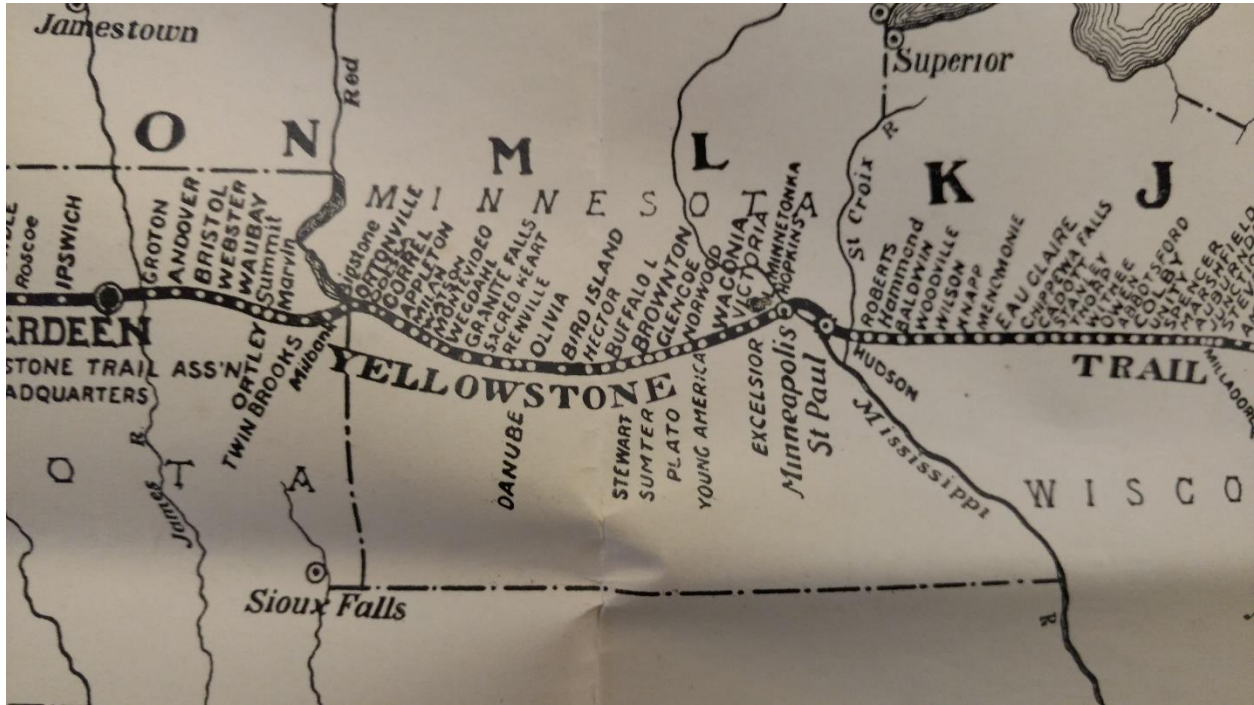 Jamestown
Red
Superior
O N M L K J
MINNESOTA
St Croix R
Roscoe
IPSWICH
GROTON
ANDOVER
BRISTOL
WEBSTER
WAUBAY
Summit
Marvin
Bigstone
ORTONVILLE
CORREL
APPLETON
MILAN
WATSON
MONTEVIDEO
WEGDAHL
GRANITE FALLS
SACRED HEART
RENVILLE
OLIVIA
BIRD ISLAND
HECTOR
BUFFALO L
BROWNTON
GLENCOE
NORWOOD
WACONIA
VICTORIA
MINNETONKA
HOPKINS
ROBERTS
Hammond
BALDWIN
WOODVILLE
WILSON
KNAPP
MENOMONIE
EAU CLAIRE
CHIPPEWA FALLS
CADOTT
STANLEY
THORP
WITHEE
OWEN
ABBOTSFORD
COLBY
UNITY
SPENCER
ERDEEN
STONE TRAIL ASS'N
ADQUARTERS
ORTLEY
TWIN BROOKS
Milbank
YELLOWSTONE
TRAIL
DANUBE
STEWART
SUMTER
PLATO
YOUNG AMERICA
EXCELSIOR
Minneapolis
St Paul
HUDSON
Mississippi
R
James
R
O T A
WISCO
Sioux Falls